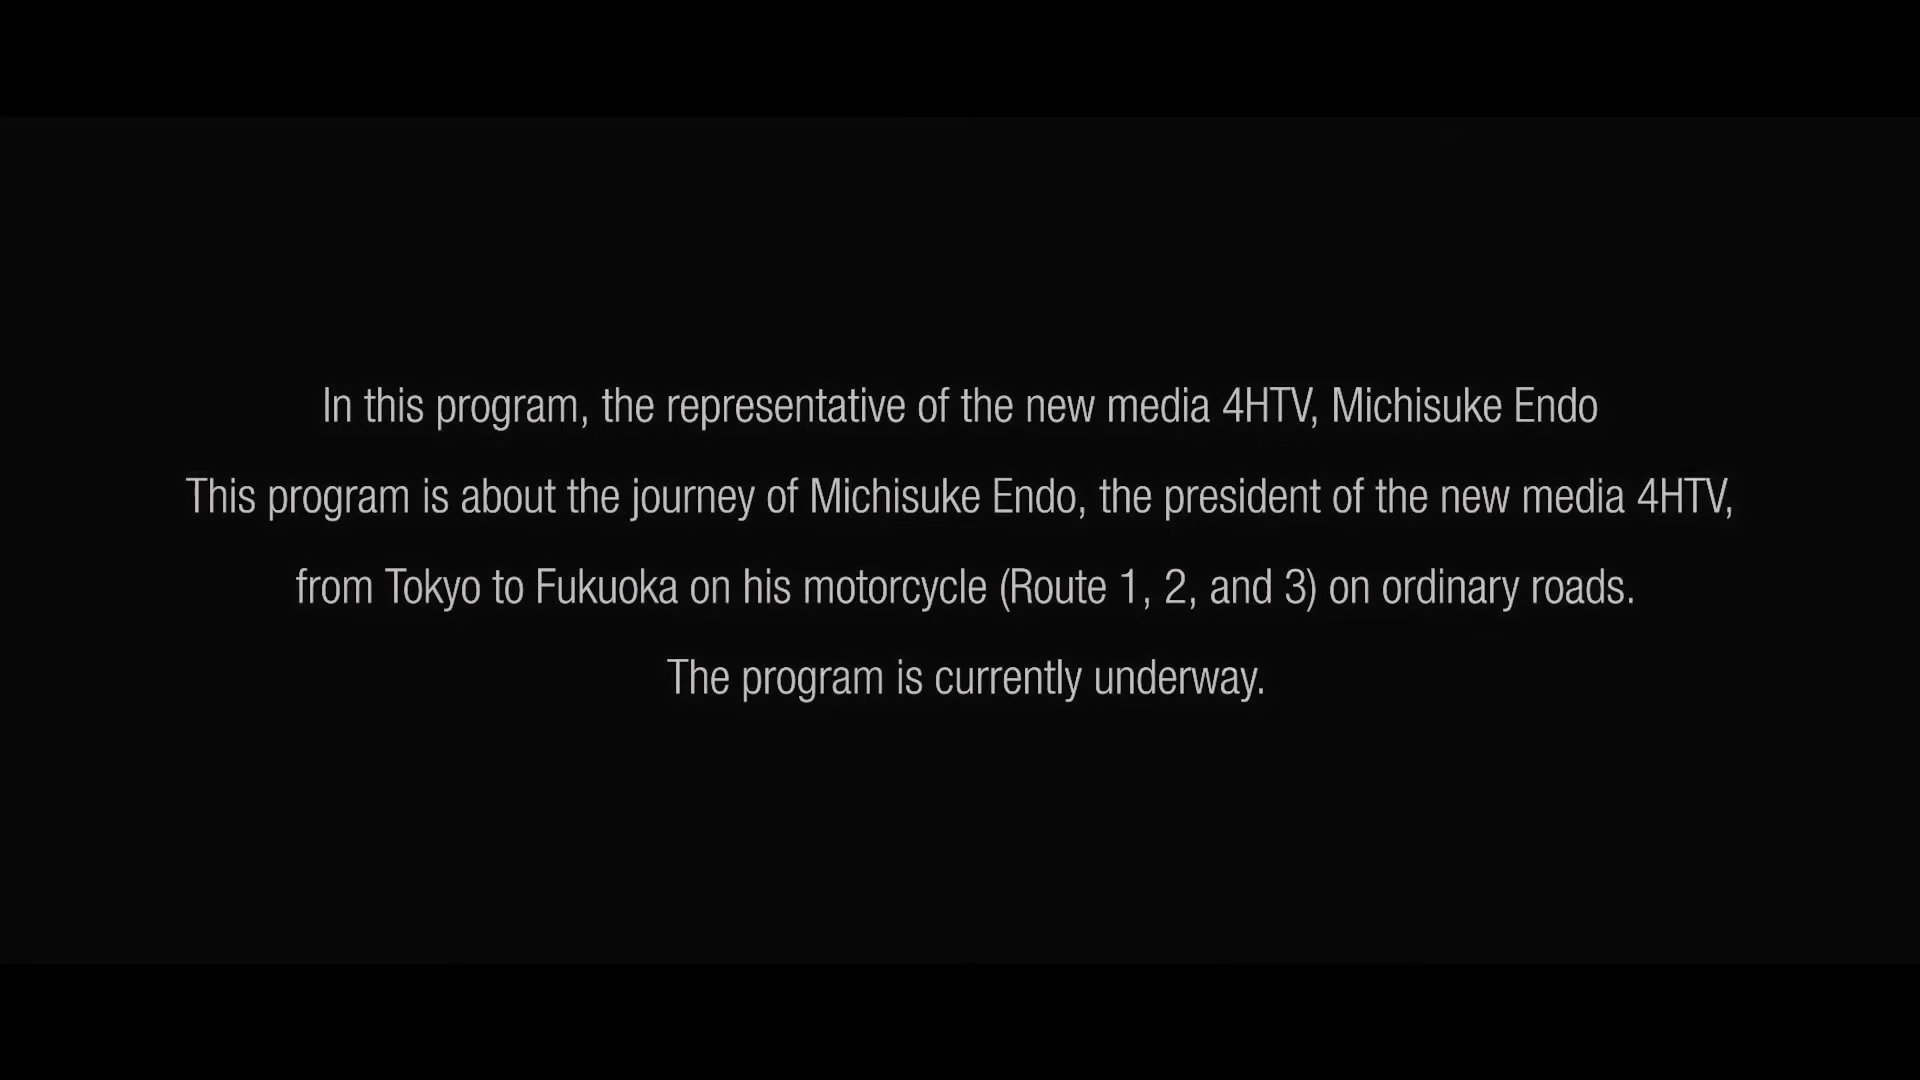 In this program, the representative of the new media 4HTV, Michisuke Endo
This program is about the journey of Michisuke Endo, the president of the new media 4HTV,
from Tokyo to Fukuoka on his motorcycle (Route 1, 2, and 3) on ordinary roads.
The program is currently underway.